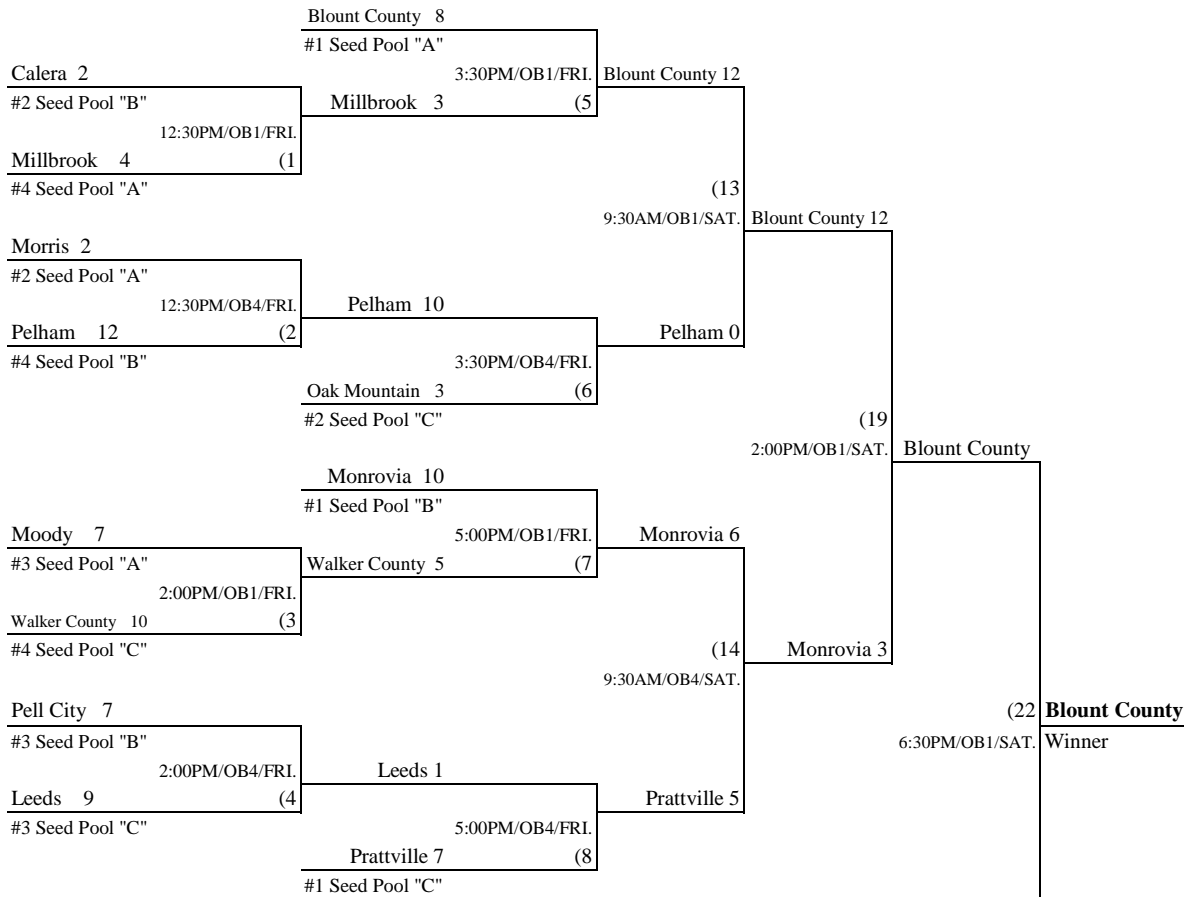 Blount County 8
#1 Seed Pool "A"
Calera 2
3:30PM/OB1/FRI.
Blount County 12
#2 Seed Pool "B"
Millbrook 3
(5
12:30PM/OB1/FRI.
Millbrook 4
(1
#4 Seed Pool "A"
(13
9:30AM/OB1/SAT.
Blount County 12
Morris 2
#2 Seed Pool "A"
12:30PM/OB4/FRI.
Pelham 10
Pelham 12
(2
Pelham 0
#4 Seed Pool "B"
3:30PM/OB4/FRI.
Oak Mountain 3
(6
#2 Seed Pool "C"
(19
2:00PM/OB1/SAT.
Blount County
Monrovia 10
#1 Seed Pool "B"
Moody 7
5:00PM/OB1/FRI.
Monrovia 6
#3 Seed Pool "A"
Walker County 5
(7
2:00PM/OB1/FRI.
Walker County 10
(3
#4 Seed Pool "C"
(14
Monrovia 3
9:30AM/OB4/SAT.
Pell City 7
(22
Blount County
#3 Seed Pool "B"
6:30PM/OB1/SAT.
Winner
2:00PM/OB4/FRI.
Leeds 1
Leeds 9
(4
Prattville 5
#3 Seed Pool "C"
5:00PM/OB4/FRI.
Prattville 7
(8
#1 Seed Pool "C"